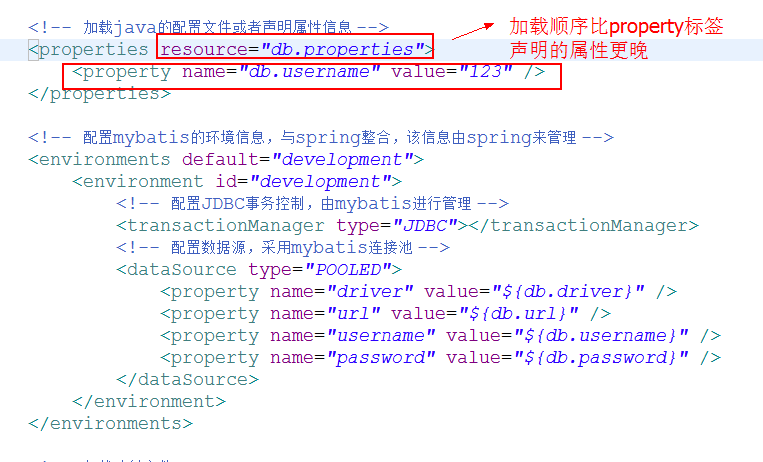 <!-- 加载java的配置文件或者声明属性信息 -->
加载顺序比property标签
<properties resource="db.properties">
声明的属性更晚
<property name="db.username" value="123" />
</properties>
<!-- 配置mybatis的环境信息，与spring整合，该信息由spring来管理 -->
<environments default="development">
<environment id="development">
<!-- 配置JDBC事务控制，由mybatis进行管理 -->
<transactionManager type="JDBC"></transactionManager>
<!-- 配置数据源，采用mybatis连接池 -->
<dataSource type="POOLED">
<property name="driver" value="${db.driver}" />
<property name="url" value="${db.url}" />
<property name="username" value="${db.username}" />
<property name="password" value="${db.password}" />
</dataSource>
</environment>
</environments>